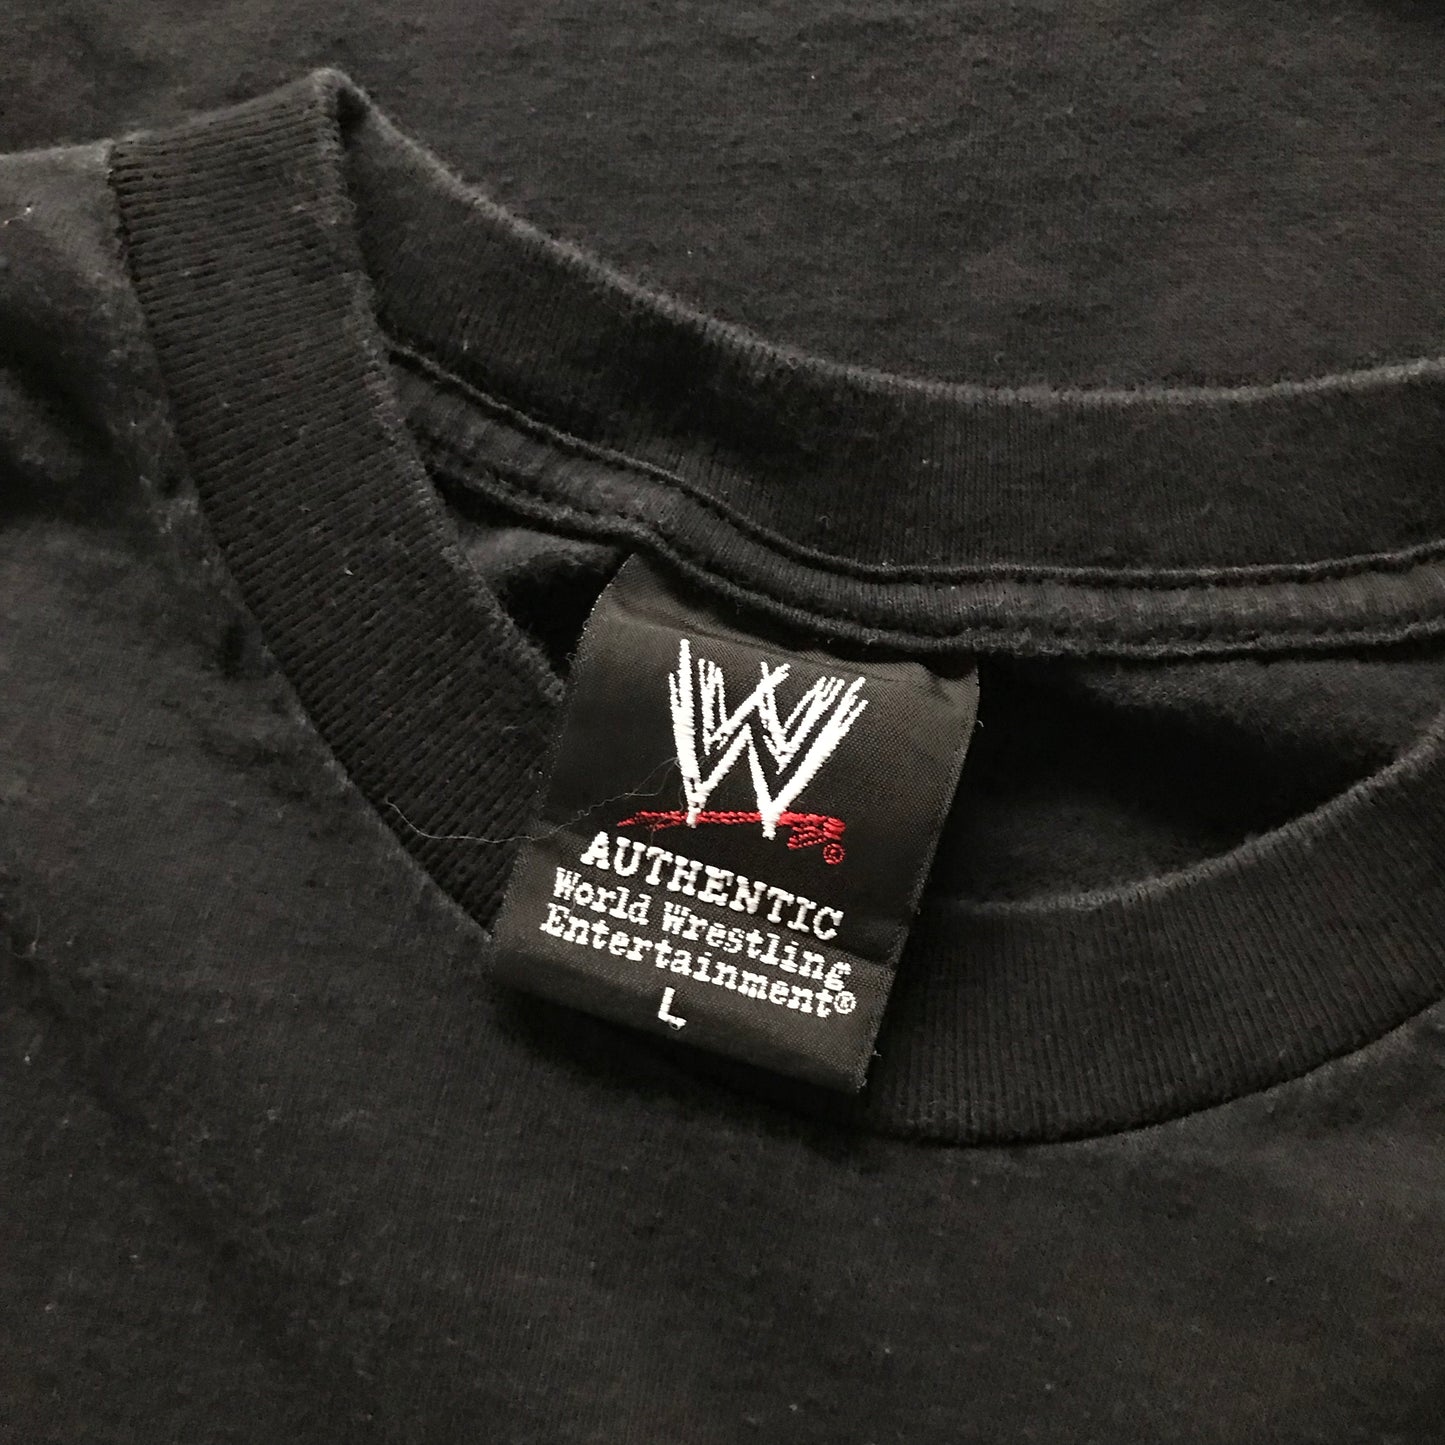 W
©
AUTHENTIC
World Wrestling
Entertainment®
L